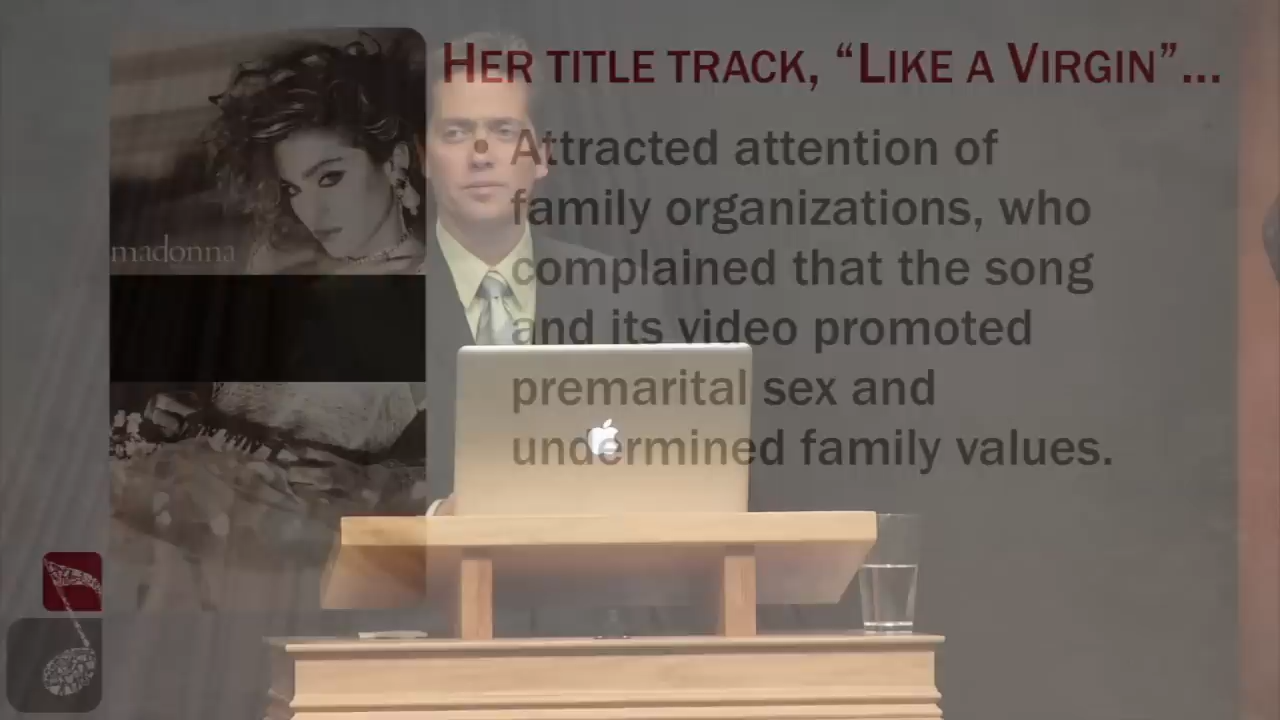 HER TITLE TRACK, “LIKE A VIRGIN”...
• Attracted attention of
family organizations, who
complained that the song
and its video promoted
premarital sex and
undermined family values.
madonna